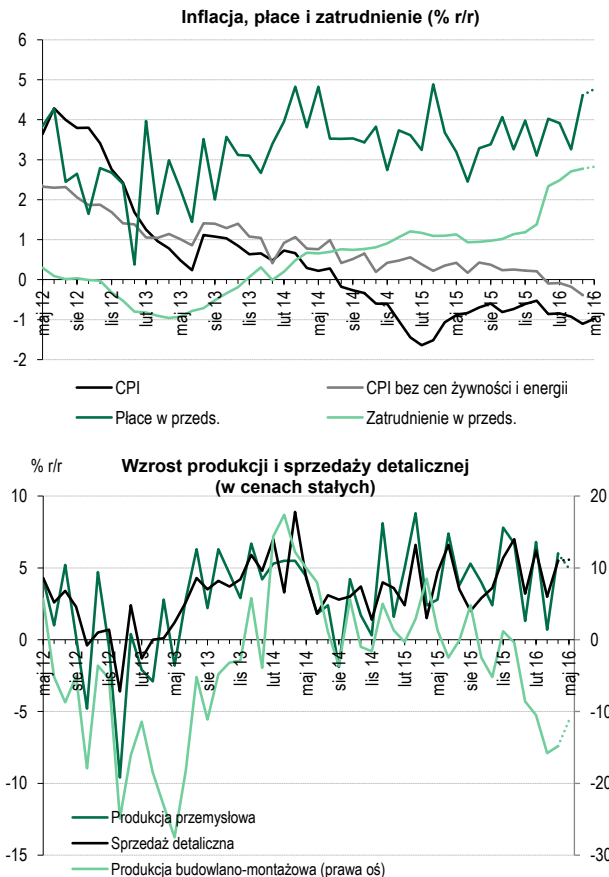 Inflacja, płace i zatrudnienie (% r/r)
6
5
4
3
2
1
0
-1
-2
maj 12
sie 12
lis 12
lut 13
maj 13
sie 13
lis 13
lut 14
maj 14
sie 14
lis 14
lut 15
maj 15
sie 15
lis 15
lut 16
maj 16
CPI
CPI bez cen żywności i energii
Płace w przeds.
Zatrudnienie w przeds.
% r/r
Wzrost produkcji i sprzedaży detalicznej
(w cenach stałych)
10
5
0
-5
-10
-15
20
10
0
-10
-20
-30
maj 12
sie 12
lis 12
lut 13
maj 13
sie 13
lis 13
lut 14
maj 14
sie 14
lis 14
lut 15
maj 15
sie 15
lis 15
lut 16
maj 16
Produkcja przemysłowa
Sprzedaż detaliczna
Produkcja budowlano-montażowa (prawa oś)